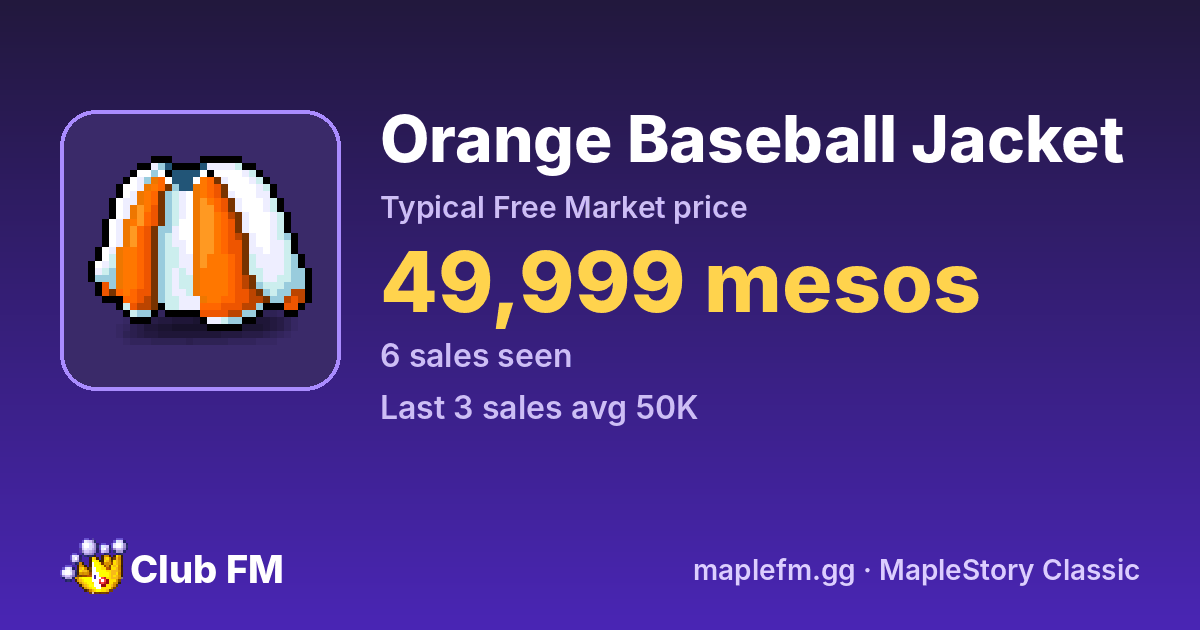 Orange Baseball Jacket
Typical Free Market price
49,999 mesos
6 sales seen
Last 3 sales avg 50K
Club FM
maplefm.gg · MapleStory Classic